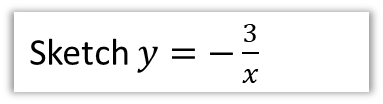 Sketch y = − 3/x